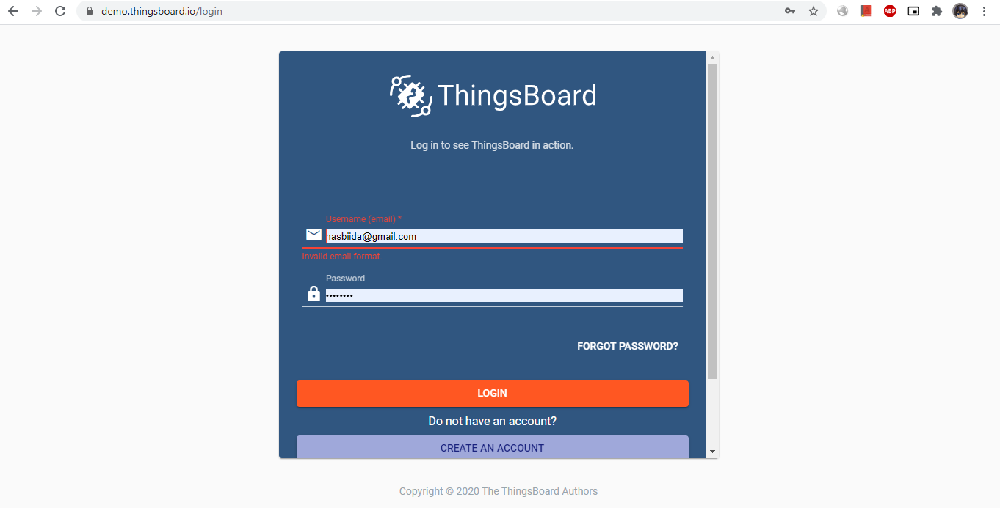 demo.thingsboard.io/login
ABP
ThingsBoard
Log in to see ThingsBoard in action.
Username (email) *
hasbiida@gmail.com
Invalid email format.
Password
••••••••
FORGOT PASSWORD?
LOGIN
Do not have an account?
CREATE AN ACCOUNT
Copyright © 2020 The ThingsBoard Authors